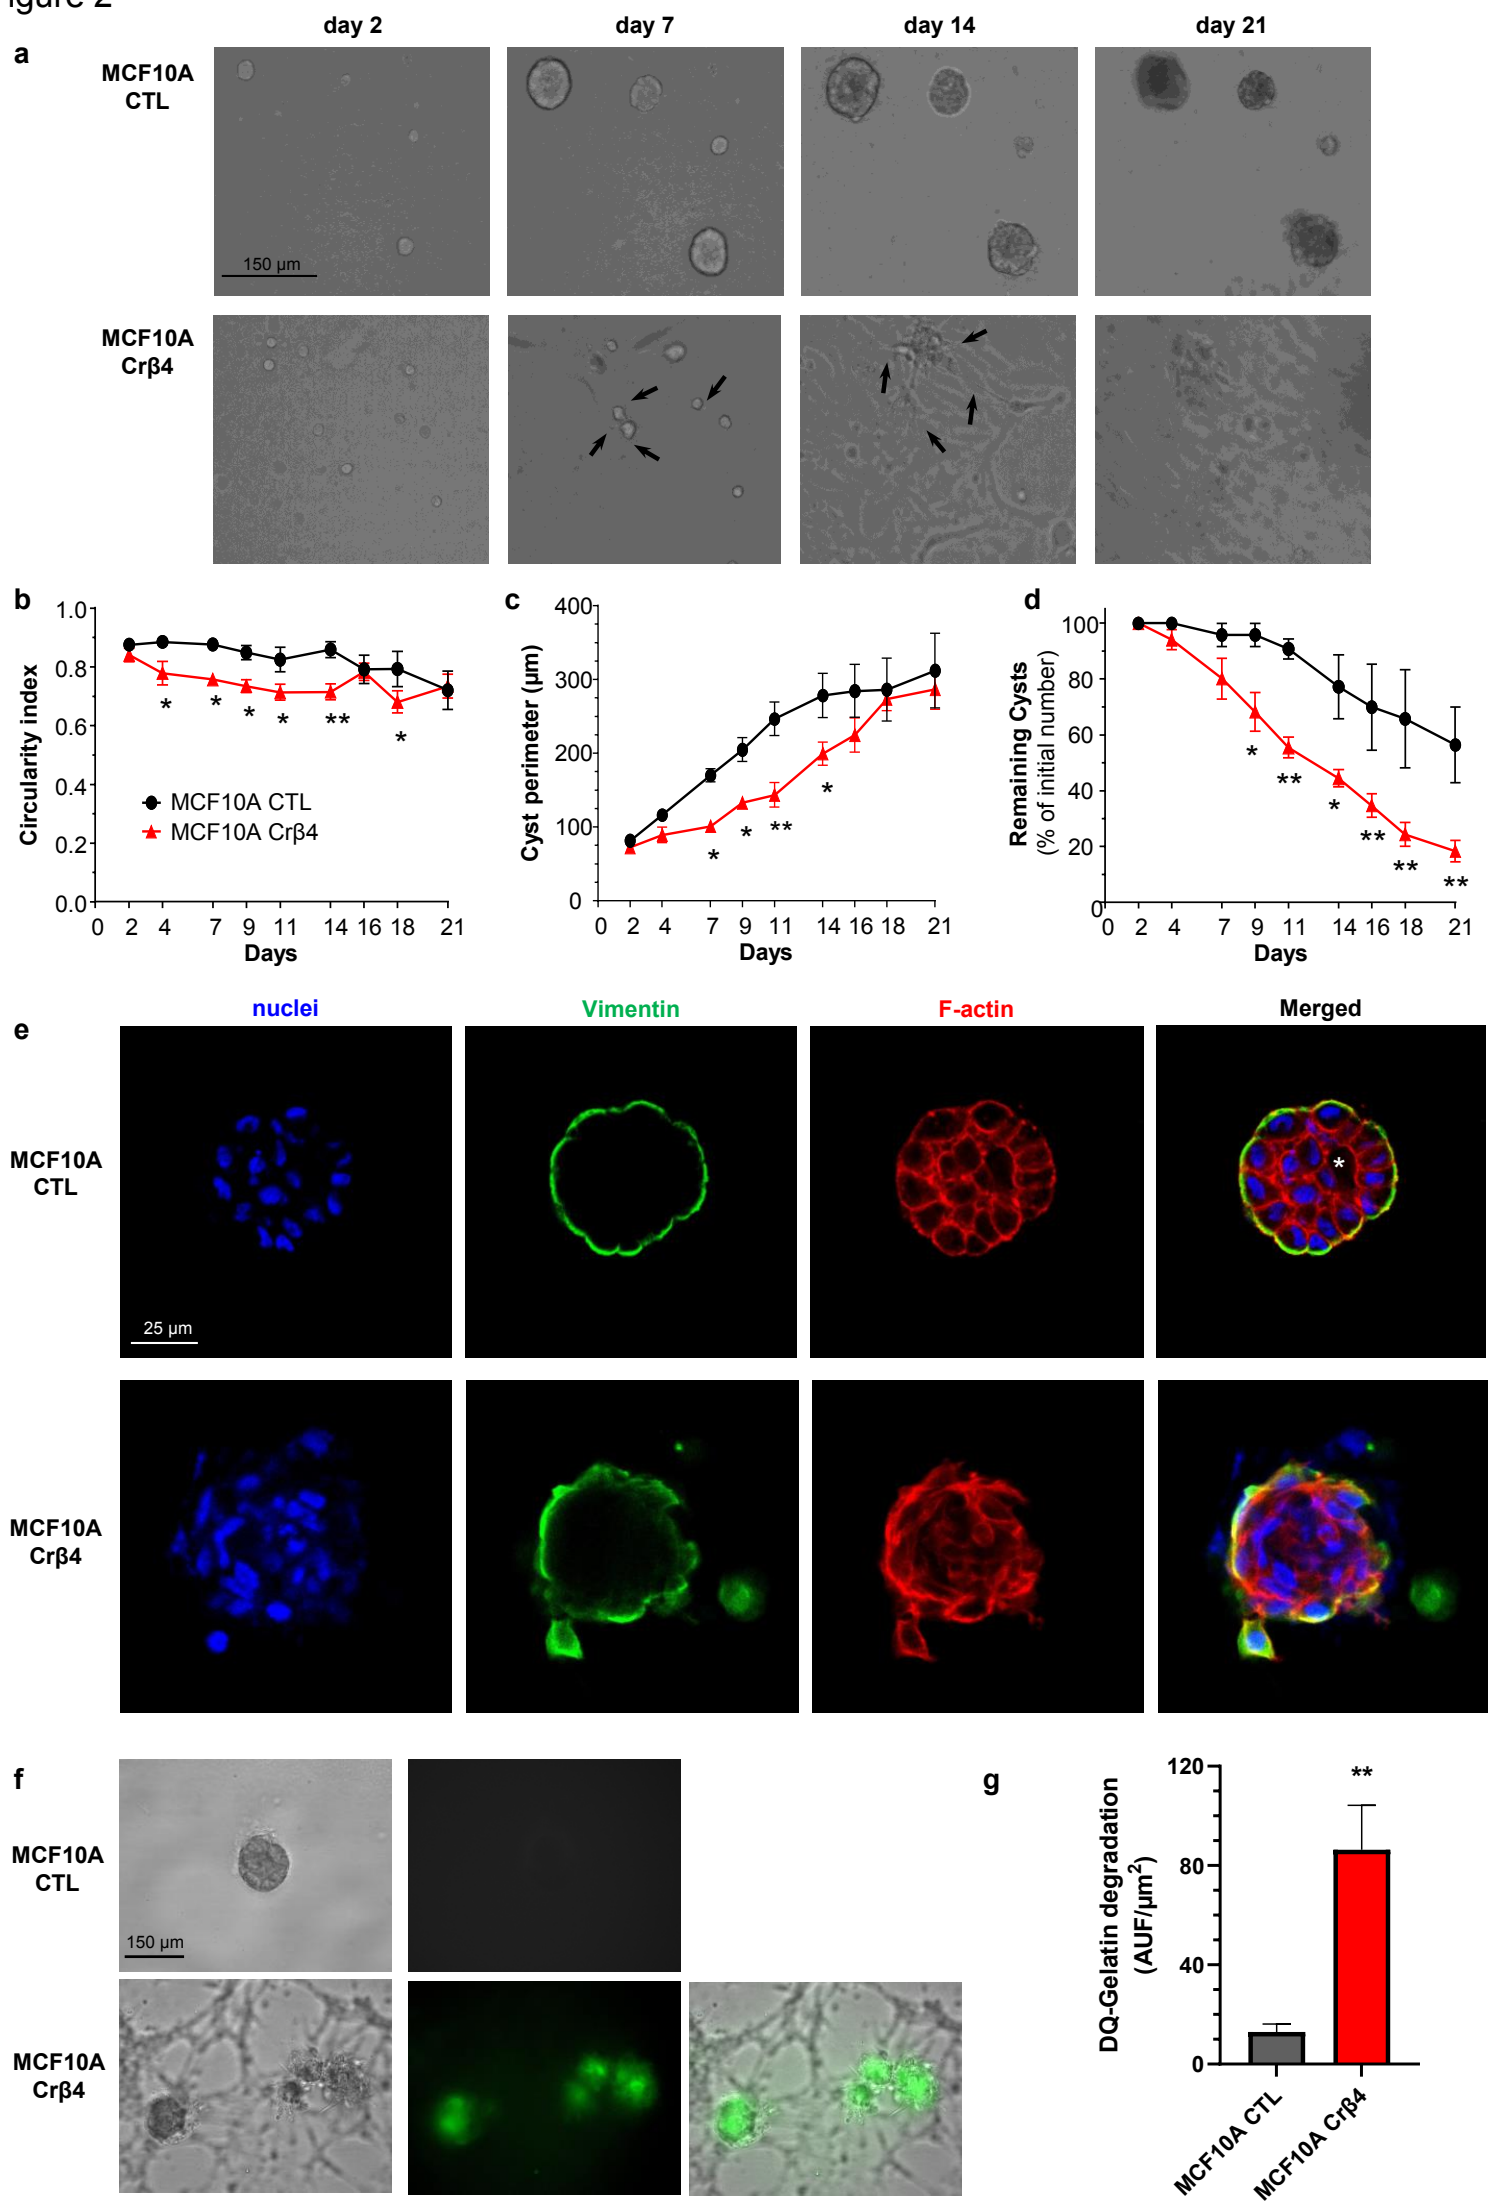 day 2 day 7 day 14 day 21
a
MCF10A
CTL
150 µm
MCF10A
Crβ4
b
Circularity index
1.0
0.8
0.6
0.4
0.2
0.0
MCF10A CTL
MCF10A Crβ4
* * * * ** *
0 2 4 7 9 11 14 16 18 21
Days
c
Cyst perimeter (µm)
400
300
200
100
0
* * ** *
0 2 4 7 9 11 14 16 18 21
Days
d
Remaining Cysts
(% of initial number)
100
80
60
40
20
0
* ** * ** ** **
0 2 4 7 9 11 14 16 18 21
Days
nuclei Vimentin F-actin Merged
e
MCF10A
CTL
*
25 µm
MCF10A
Crβ4
f
MCF10A
CTL
150 µm
MCF10A
Crβ4
g
DQ-Gelatin degradation
(AUF/µm²)
120
80
40
0
**
MCF10A CTL
MCF10A Crβ4